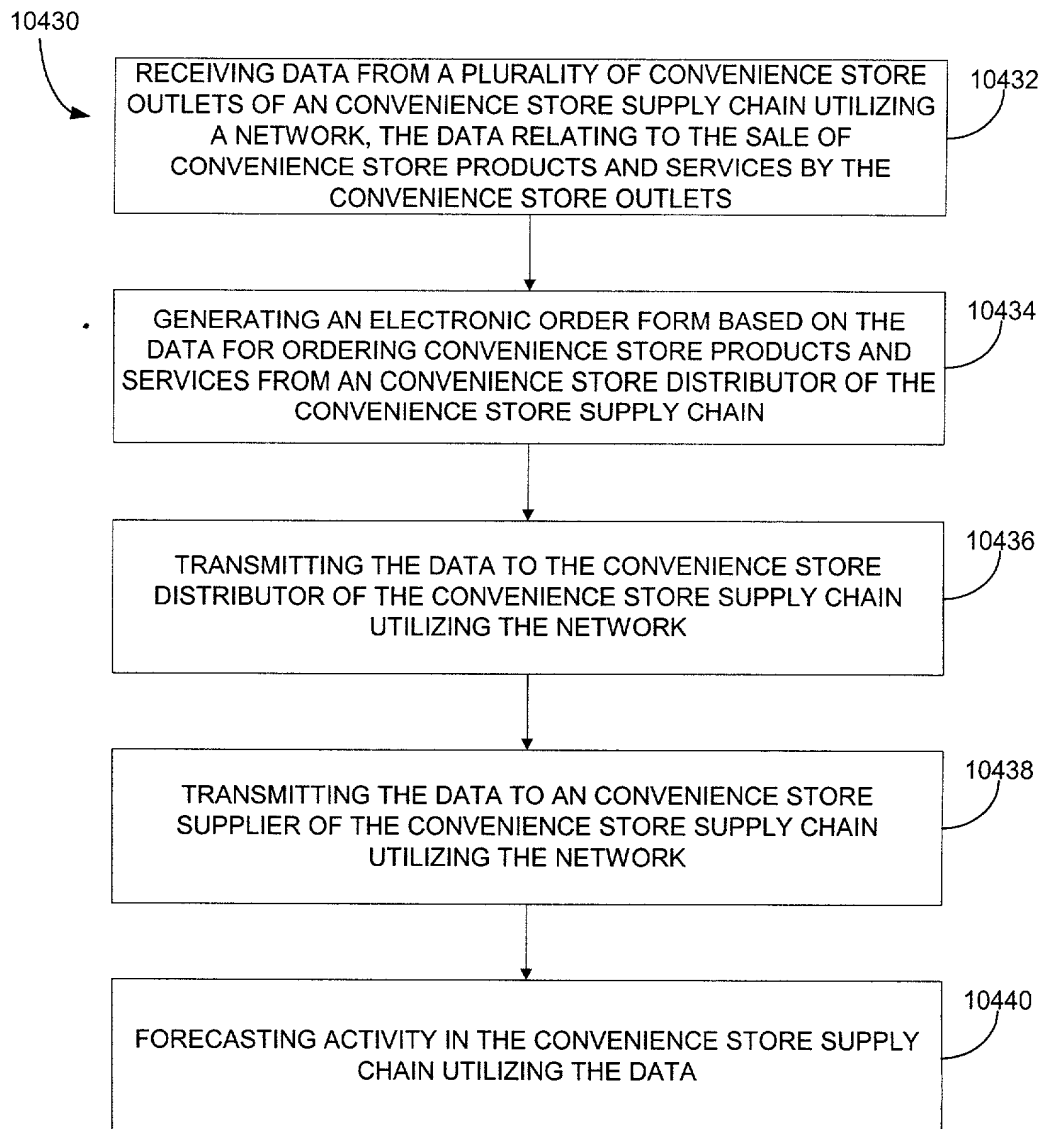 10430
RECEIVING DATA FROM A PLURALITY OF CONVENIENCE STORE
OUTLETS OF AN CONVENIENCE STORE SUPPLY CHAIN UTILIZING
A NETWORK, THE DATA RELATING TO THE SALE OF
CONVENIENCE STORE PRODUCTS AND SERVICES BY THE
CONVENIENCE STORE OUTLETS
10432
GENERATING AN ELECTRONIC ORDER FORM BASED ON THE
DATA FOR ORDERING CONVENIENCE STORE PRODUCTS AND
SERVICES FROM AN CONVENIENCE STORE DISTRIBUTOR OF THE
CONVENIENCE STORE SUPPLY CHAIN
10434
TRANSMITTING THE DATA TO THE CONVENIENCE STORE
DISTRIBUTOR OF THE CONVENIENCE STORE SUPPLY CHAIN
UTILIZING THE NETWORK
10436
TRANSMITTING THE DATA TO AN CONVENIENCE STORE
SUPPLIER OF THE CONVENIENCE STORE SUPPLY CHAIN
UTILIZING THE NETWORK
10438
FORECASTING ACTIVITY IN THE CONVENIENCE STORE SUPPLY
CHAIN UTILIZING THE DATA
10440